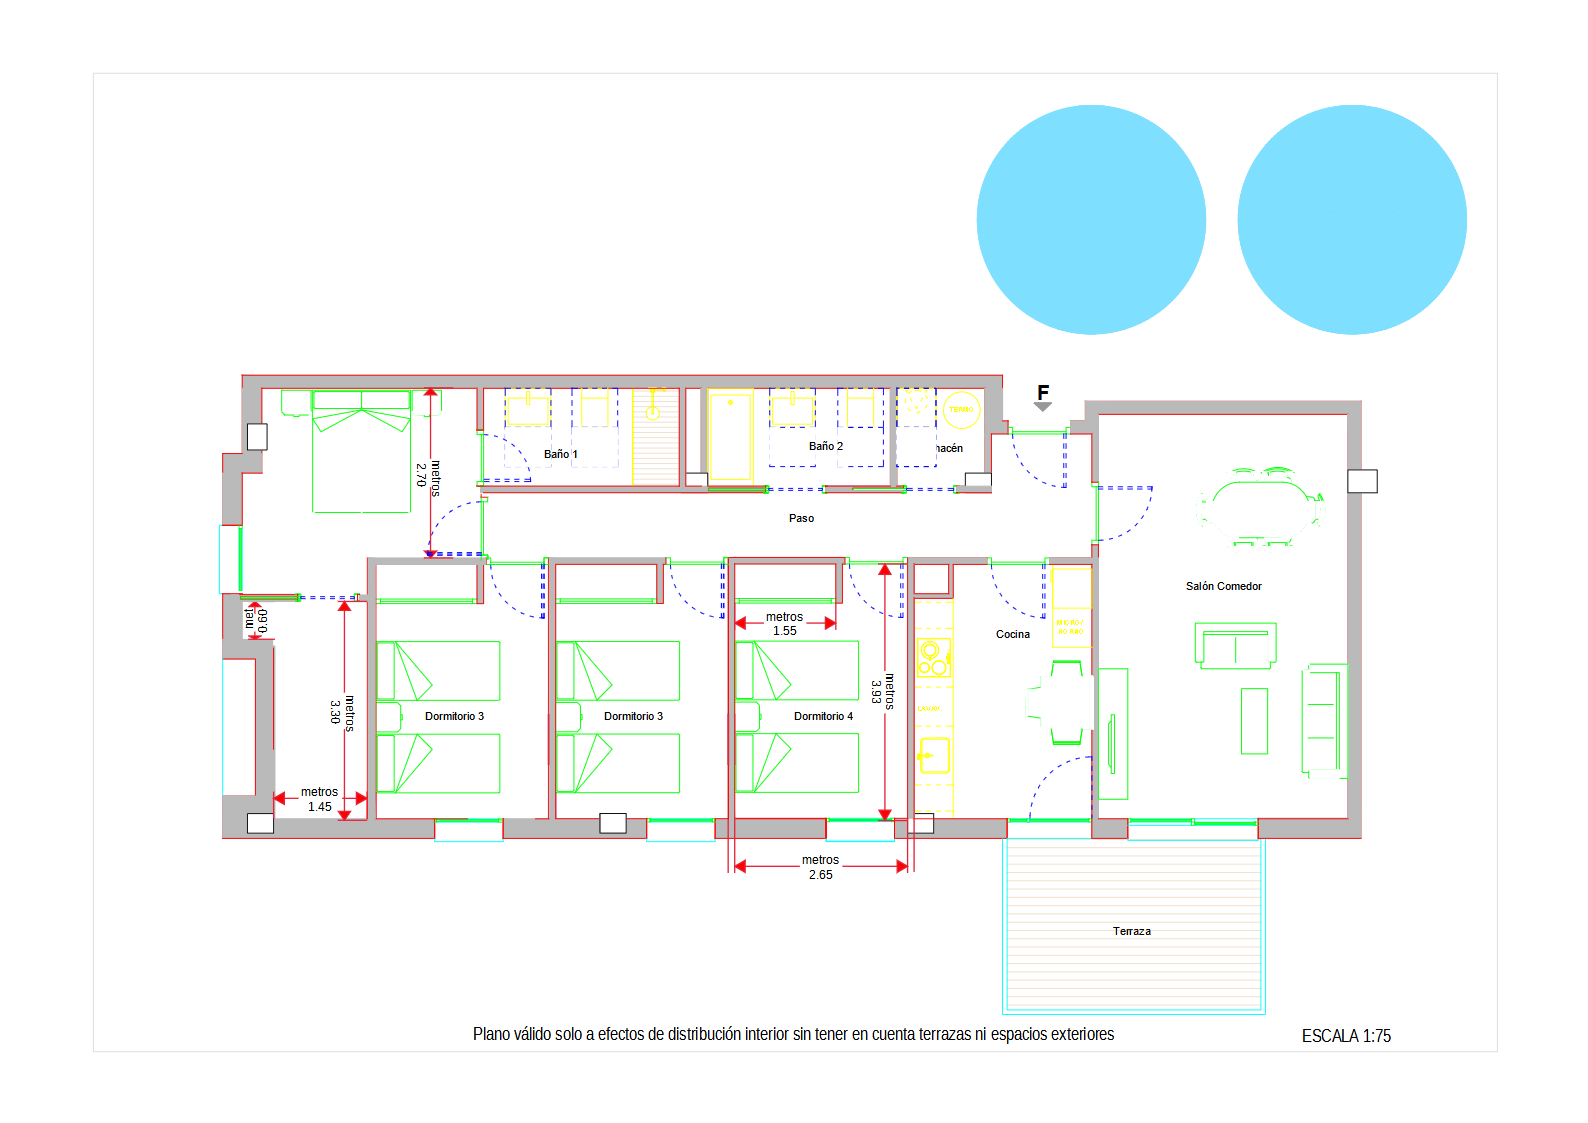 F
TERMO
Baño 1
Baño 2
nacén
metros
2.70
Paso
Salón Comedor
met
0.60
metros
1.55
Cocina
HORNO
metros
3.93
metros
3.30
Dormitorio 3
Dormitorio 3
Dormitorio 4
metros
1.45
metros
2.65
Terraza
Plano válido solo a efectos de distribución interior sin tener en cuenta terrazas ni espacios exteriores
ESCALA 1:75